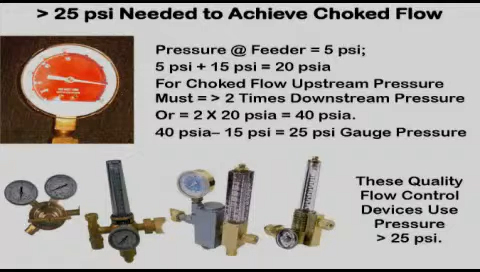 > 25 psi Needed to Achieve Choked Flow
Pressure @ Feeder = 5 psi;
5 psi + 15 psi = 20 psia
For Choked Flow Upstream Pressure
Must = > 2 Times Downstream Pressure
Or = 2 X 20 psia = 40 psia.
40 psia– 15 psi = 25 psi Gauge Pressure
These Quality
Flow Control
Devices Use
Pressure
> 25 psi.